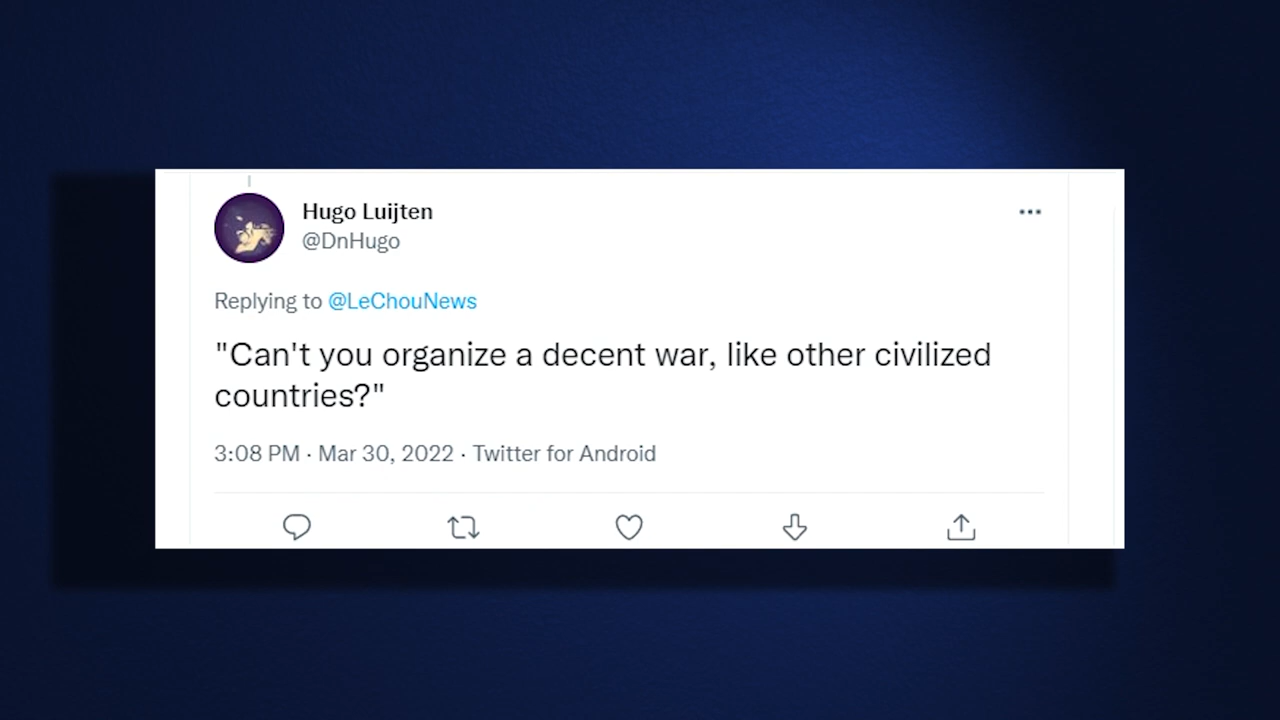 Hugo Luijten
@DnHugo
Replying to @LeChouNews
"Can't you organize a decent war, like other civilized
countries?"
3:08 PM · Mar 30, 2022 · Twitter for Android